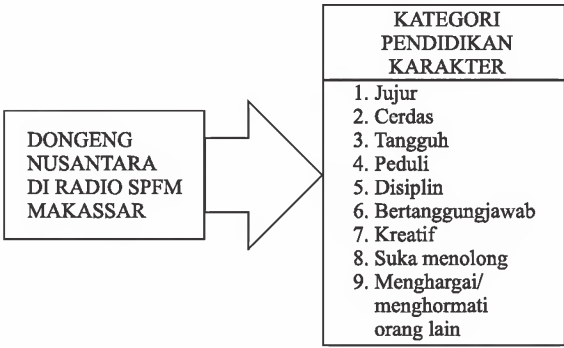 DONGENG
NUSANTARA
DI RADIO SPFM
MAKASSAR
KATEGORI
PENDIDIKAN
KARAKTER
1. Jujur
2. Cerdas
3. Tangguh
4. Peduli
5. Disiplin
6. Bertanggungjawab
7. Kreatif
8. Suka menolong
9. Menghargai/
menghormati
orang lain